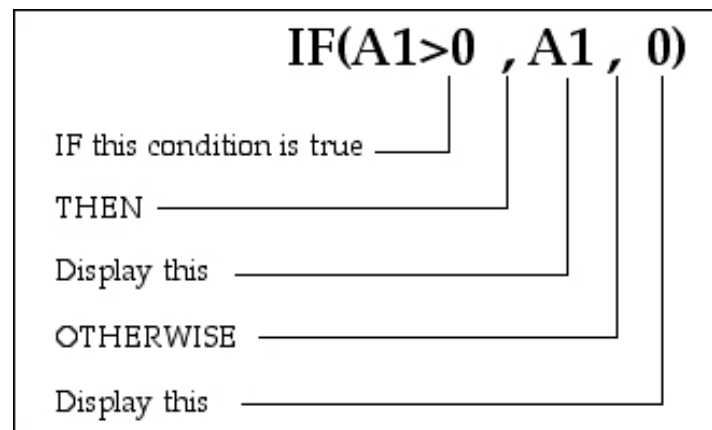 IF(A1>0 , A1 , 0)
IF this condition is true
THEN
Display this
OTHERWISE
Display this